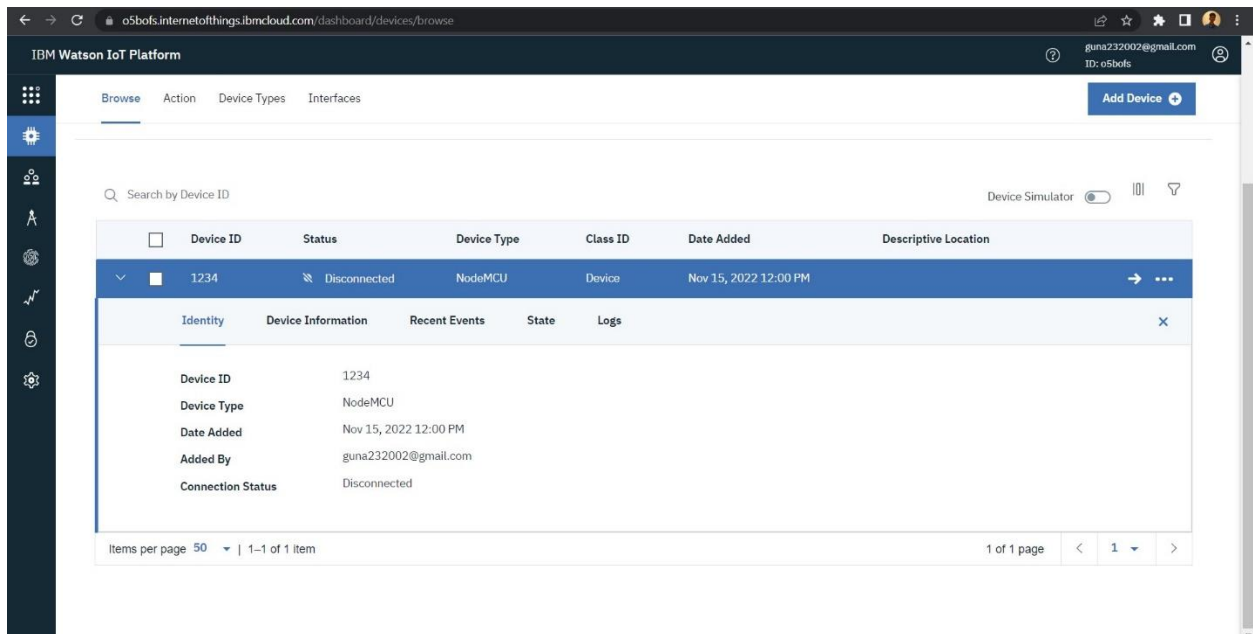 o5bofs.internetofthings.ibmcloud.com/dashboard/devices/browse
IBM Watson IoT Platform
guna232002@gmail.com
ID: o5bofs
Browse Action Device Types Interfaces Add Device
Search by Device ID Device Simulator
Device ID Status Device Type Class ID Date Added Descriptive Location
1234 Disconnected NodeMCU Device Nov 15, 2022 12:00 PM
Identity Device Information Recent Events State Logs
Device ID 1234
Device Type NodeMCU
Date Added Nov 15, 2022 12:00 PM
Added By guna232002@gmail.com
Connection Status Disconnected
Items per page 50 | 1–1 of 1 item 1 of 1 page 1